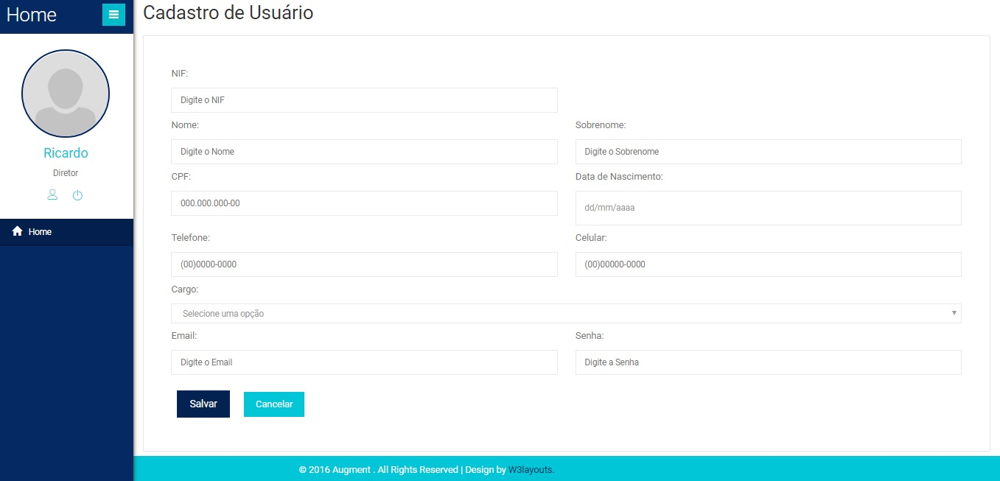 Home
Cadastro de Usuário
Ricardo
Diretor
Home
NIF:
Digite o NIF
Nome:
Sobrenome:
Digite o Nome
Digite o Sobrenome
CPF:
Data de Nascimento:
000.000.000-00
dd/mm/aaaa
Telefone:
Celular:
(00)0000-0000
(00)00000-0000
Cargo:
Selecione uma opção
Email:
Senha:
Digite o Email
Digite a Senha
Salvar
Cancelar
© 2016 Augment . All Rights Reserved | Design by W3layouts.